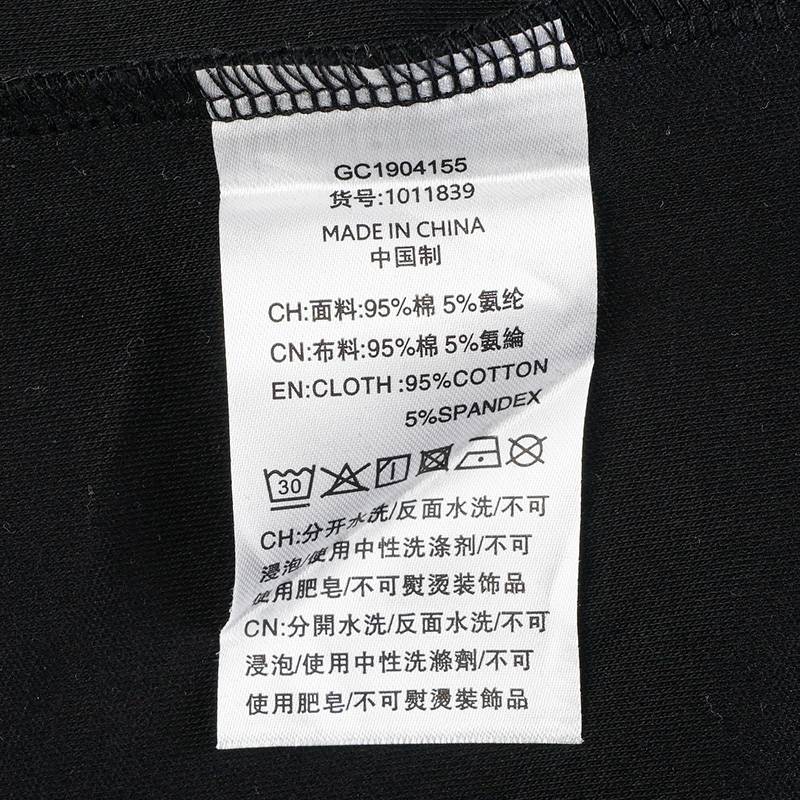 GC1904155
货号:1011839
MADE IN CHINA
中国制
CH:面料:95%棉 5%氨纶
CN:布料:95%棉 5%氨綸
EN:CLOTH :95%COTTON
5%SPANDEX
30
CH:分开水洗/反面水洗/不可
浸泡/使用中性洗涤剂/不可
使用肥皂/不可熨烫装饰品
CN:分開水洗/反面水洗/不可
浸泡/使用中性洗滌劑/不可
使用肥皂/不可熨燙裝飾品